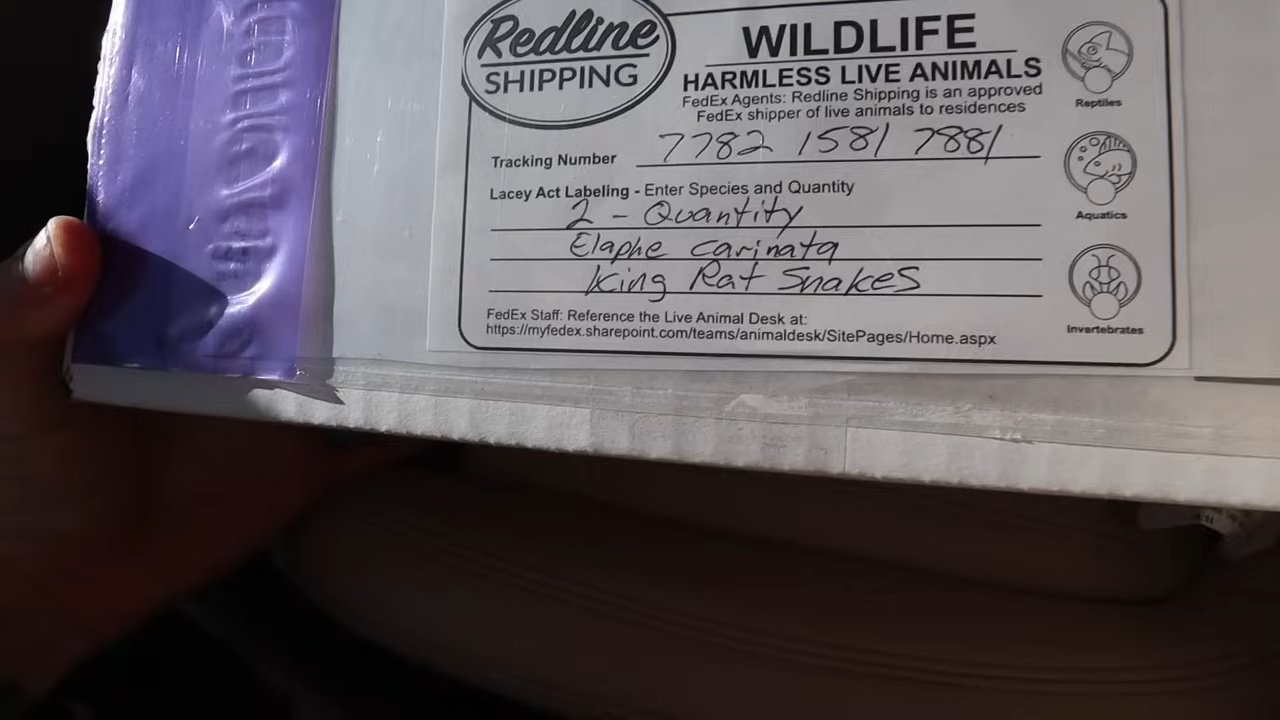 Redline
SHIPPING
WILDLIFE
HARMLESS LIVE ANIMALS
FedEx Agents: Redline Shipping is an approved
FedEx shipper of live animals to residences
Tracking Number 7782 1581 7881
Lacey Act Labeling - Enter Species and Quantity
2 - Quantity
Elaphe carinata
King Rat Snakes
FedEx Staff: Reference the Live Animal Desk at:
https://myfedex.sharepoint.com/teams/animaldesk/SitePages/Home.aspx
Reptiles
Aquatics
Invertebrates